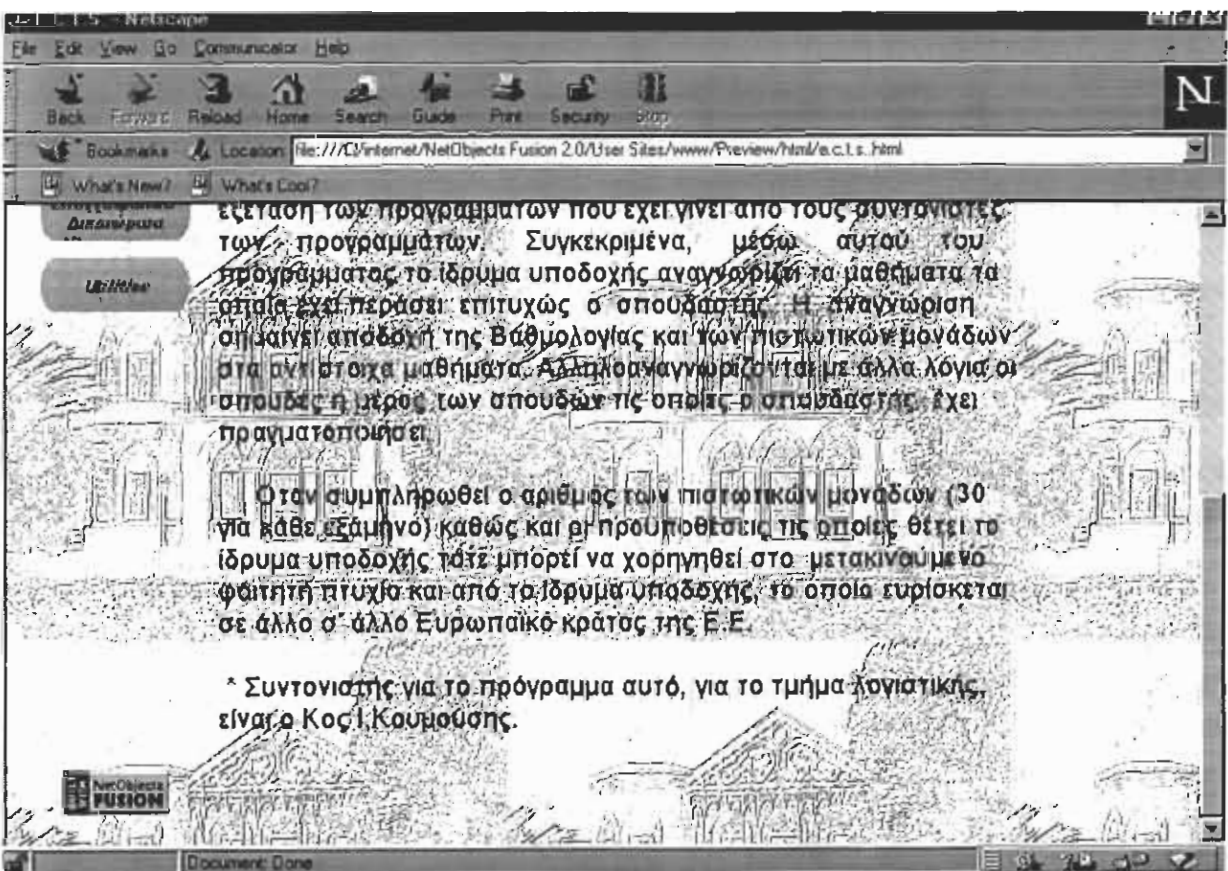 E.C.T.S. - Netscape
File Edit View Go Communicator Help
Back Forward Reload Home Search Guide Print Security Stop
N
Bookmarks Location: file:///C|/internet/NetObjects Fusion 2.0/User Sites/www/Preview/html/e.c.t.s..html
What's New? What's Cool?
Δικαιώματα
Utilities
εξέταση των προγραμμάτων που έχει γίνει από τους συντονιστές
των προγραμμάτων. Συγκεκριμένα, μέσω αυτού του
προγράμματος το ίδρυμα υποδοχής αναγνωρίζει τα μαθήματα τα
οποία έχει περάσει επιτυχώς ο σπουδαστής. Η αναγνώριση
σημαίνει αποδοχή της Βαθμολογίας και των πιστωτικών μονάδων
στα αντίστοιχα μαθήματα. Αλληλοαναγνωρίζονται με άλλα λόγια οι
σπουδές ή μέρος των σπουδών τις οποίες ο σπουδαστής έχει
πραγματοποιήσει.
Οταν συμπληρωθεί ο αριθμός των πιστωτικών μονάδων (30
για κάθε εξάμηνο) καθώς και οι προυποθέσεις τις οποίες θέτει το
ίδρυμα υποδοχής τότε μπορεί να χορηγηθεί στο μετακινούμενο
φοιτητή πτυχίο και από το ίδρυμα υποδοχής, το οποίο ευρίσκεται
σε άλλο σ' άλλο Ευρωπαϊκό κράτος της Ε.Ε.
* Συντονιστής για το πρόγραμμα αυτό, για το τμήμα λογιστικής,
είναι ο Κος Ι.Κουμούσης.
NetObjects
FUSION
Document: Done